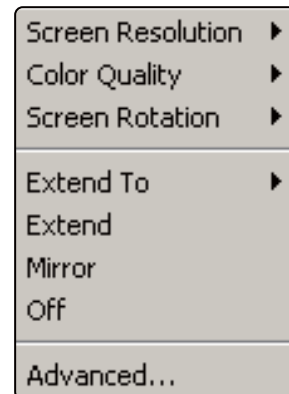 Screen Resolution
Color Quality
Screen Rotation
Extend To
Extend
Mirror
Off
Advanced...